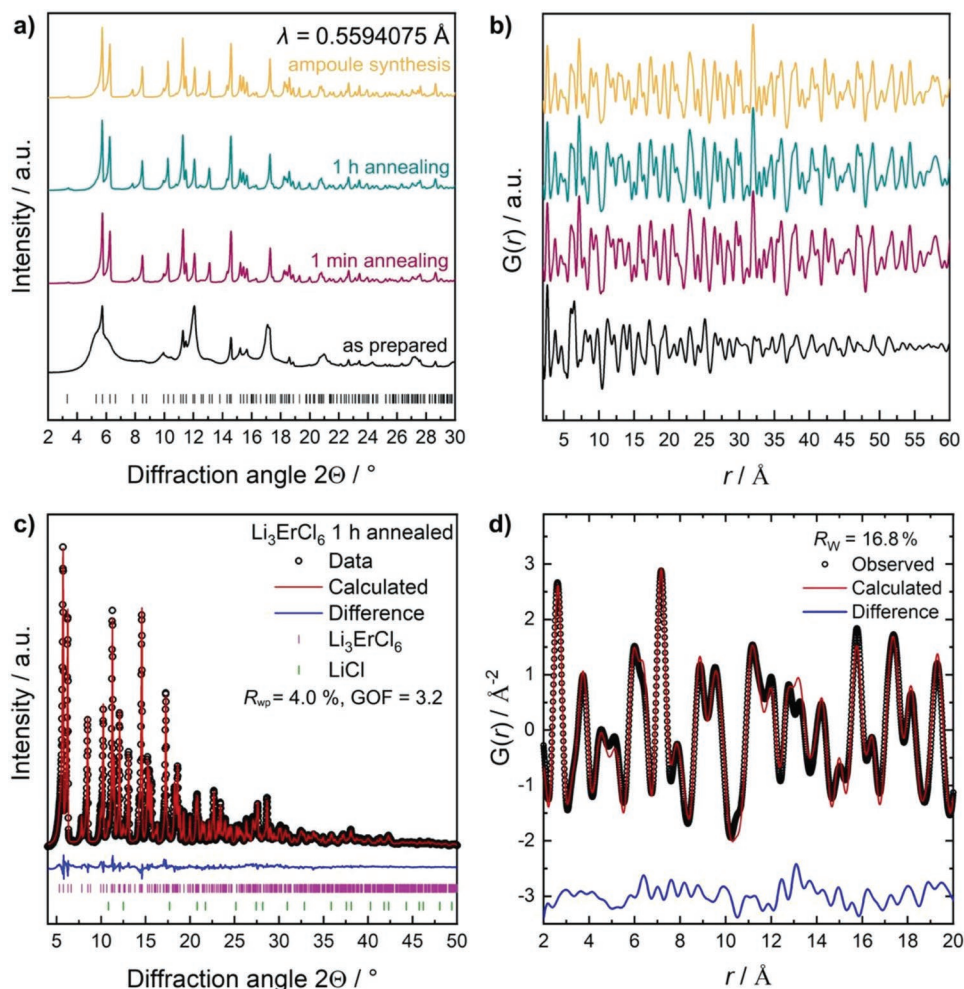 a)
λ = 0.5594075 Å
ampoule synthesis
1 h annealing
1 min annealing
as prepared
Intensity / a.u.
2 4 6 8 10 12 14 16 18 20 22 24 26 28 30
Diffraction angle 2Θ / °
b)
G(r) / a.u.
5 10 15 20 25 30 35 40 45 50 55 60
r / Å
c)
Li₃ErCl₆ 1 h annealed
Data
Calculated
Difference
Li₃ErCl₆
LiCl
Rwp = 4.0 %, GOF = 3.2
Intensity / a.u.
5 10 15 20 25 30 35 40 45 50
Diffraction angle 2Θ / °
d)
RW = 16.8 %
Observed
Calculated
Difference
G(r) / Å⁻²
3
2
1
0
-1
-2
-3
2 4 6 8 10 12 14 16 18 20
r / Å